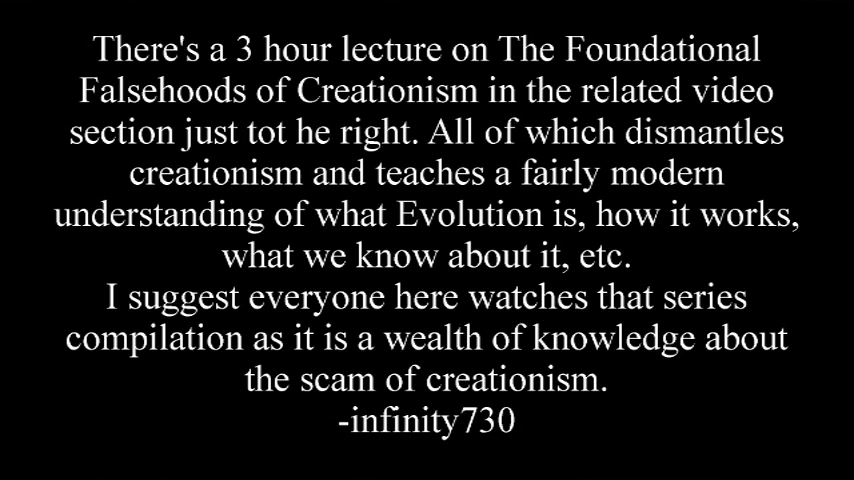 There's a 3 hour lecture on The Foundational
Falsehoods of Creationism in the related video
section just tot he right. All of which dismantles
creationism and teaches a fairly modern
understanding of what Evolution is, how it works,
what we know about it, etc.
I suggest everyone here watches that series
compilation as it is a wealth of knowledge about
the scam of creationism.
-infinity730